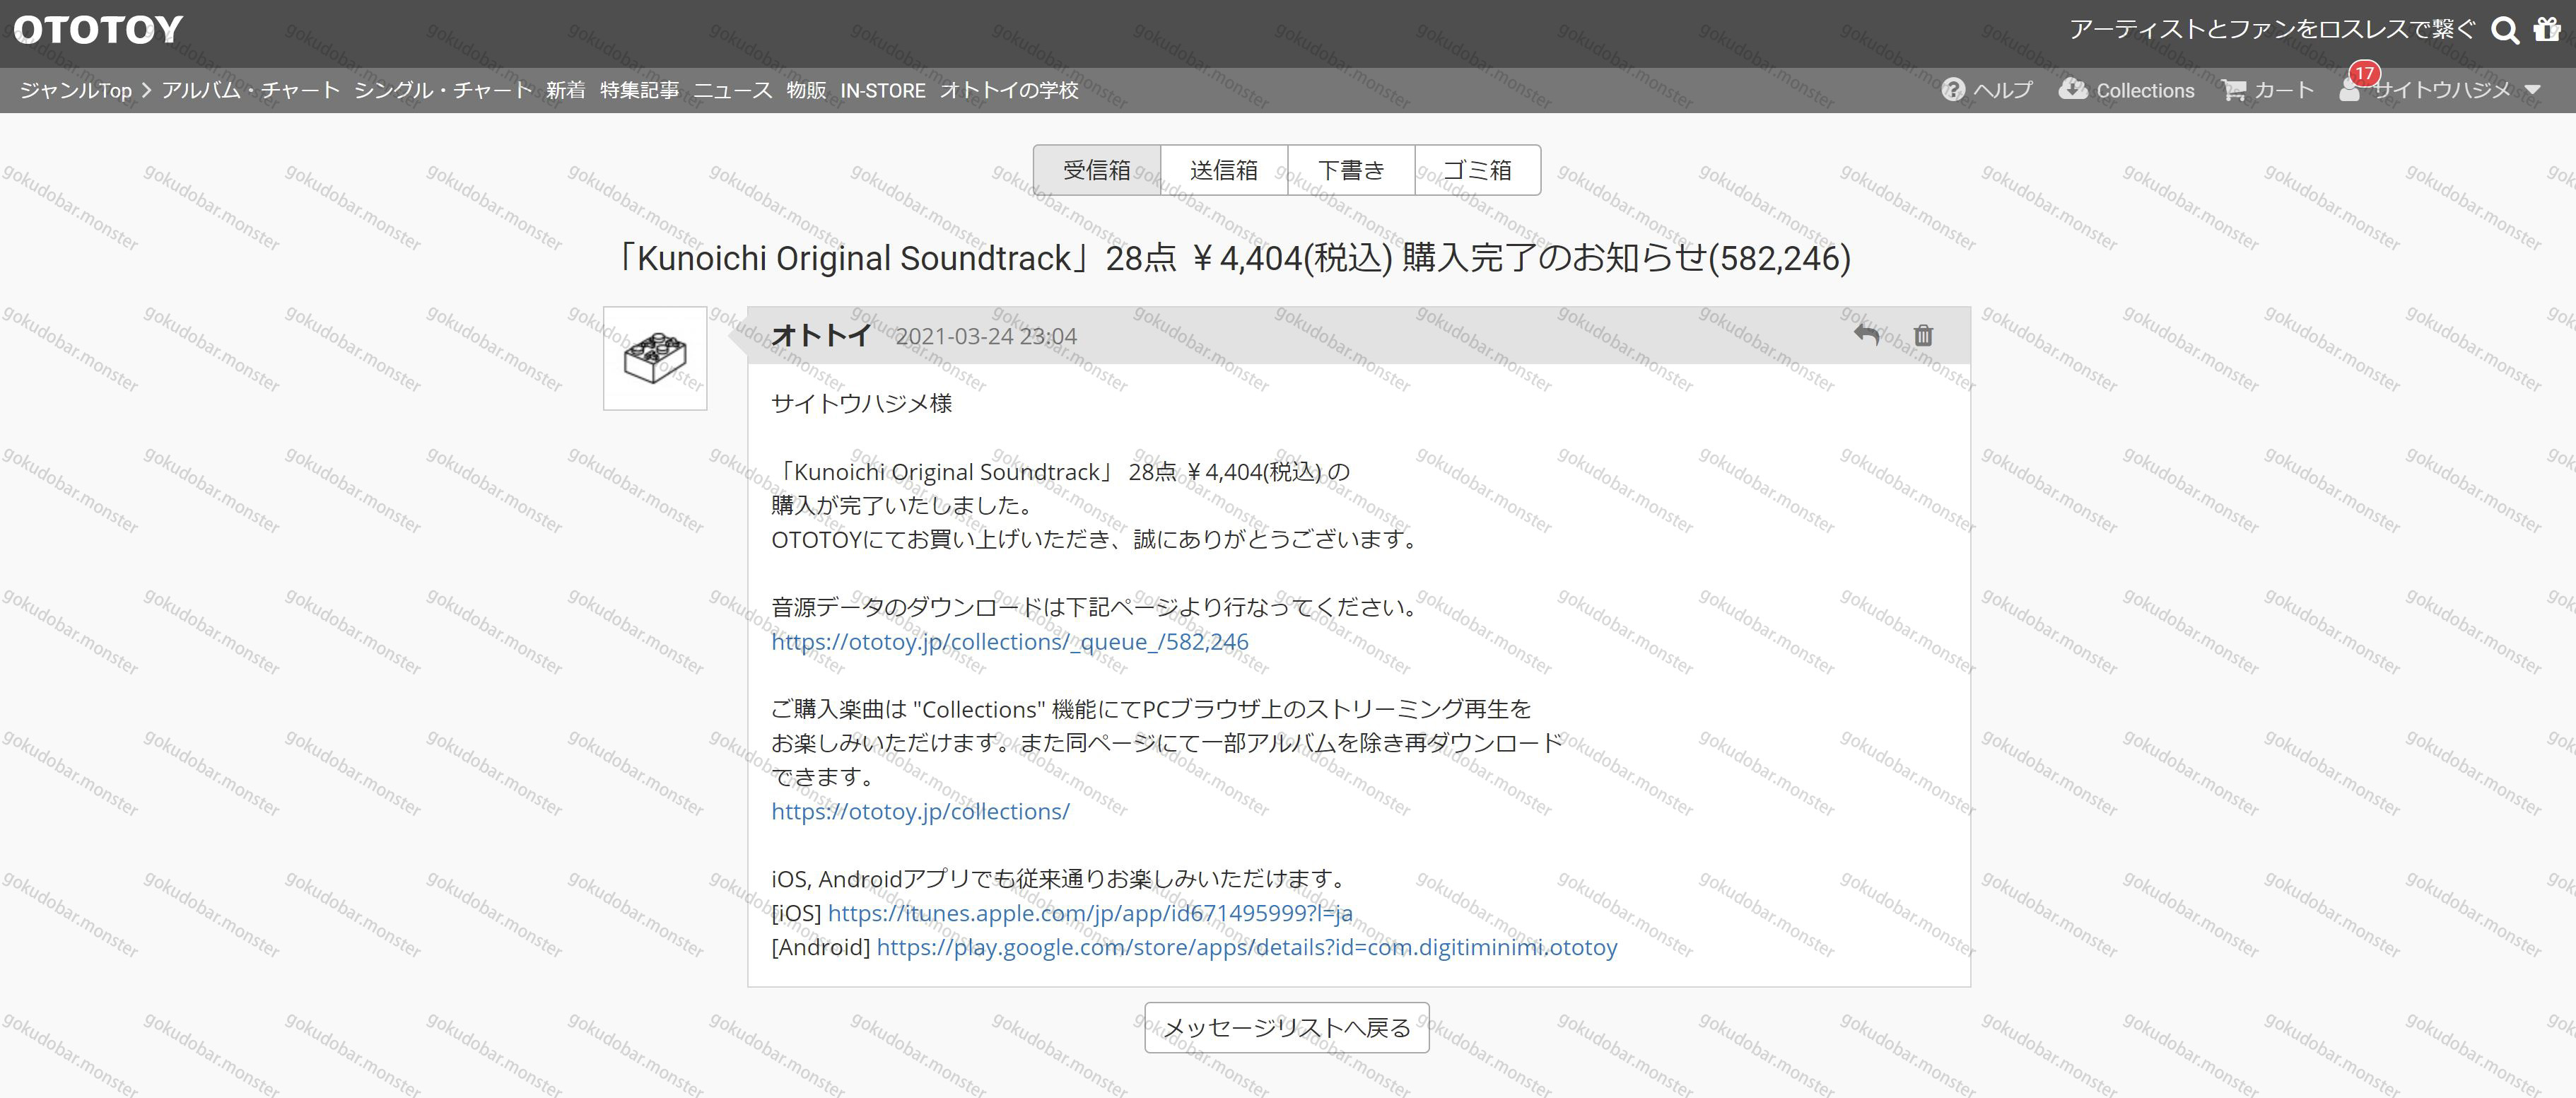 OTOTOY
アーティストとファンをロスレスで繋ぐ
ジャンルTop アルバム・チャート シングル・チャート 新着 特集記事 ニュース 物販 IN-STORE オトトイの学校
ヘルプ Collections カート 17 サイトウハジメ
受信箱 送信箱 下書き ゴミ箱
「Kunoichi Original Soundtrack」28点 ￥4,404(税込) 購入完了のお知らせ(582,246)
オトトイ 2021-03-24 23:04
サイトウハジメ様
「Kunoichi Original Soundtrack」 28点 ￥4,404(税込) の
購入が完了いたしました。
OTOTOYにてお買い上げいただき、誠にありがとうございます。
音源データのダウンロードは下記ページより行なってください。
https://ototoy.jp/collections/_queue_/582,246
ご購入楽曲は "Collections" 機能にてPCブラウザ上のストリーミング再生を
お楽しみいただけます。また同ページにて一部アルバムを除き再ダウンロード
できます。
https://ototoy.jp/collections/
iOS, Androidアプリでも従来通りお楽しみいただけます。
[iOS] https://itunes.apple.com/jp/app/id671495999?l=ja
[Android] https://play.google.com/store/apps/details?id=com.digitiminimi.ototoy
メッセージリストへ戻る
gokudobar.monster